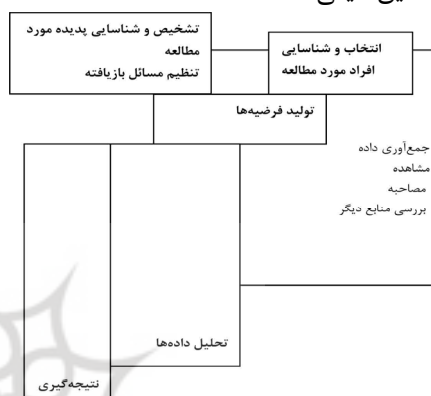 تشخیص و شناسایی پدیده مورد
مطالعه
تنظیم مسائل بازیافته
انتخاب و شناسایی
افراد مورد مطالعه
تولید فرضیه‌ها
جمع‌آوری داده
مشاهده
مصاحبه
بررسی منابع دیگر
تحلیل داده‌ها
نتیجه‌گیری